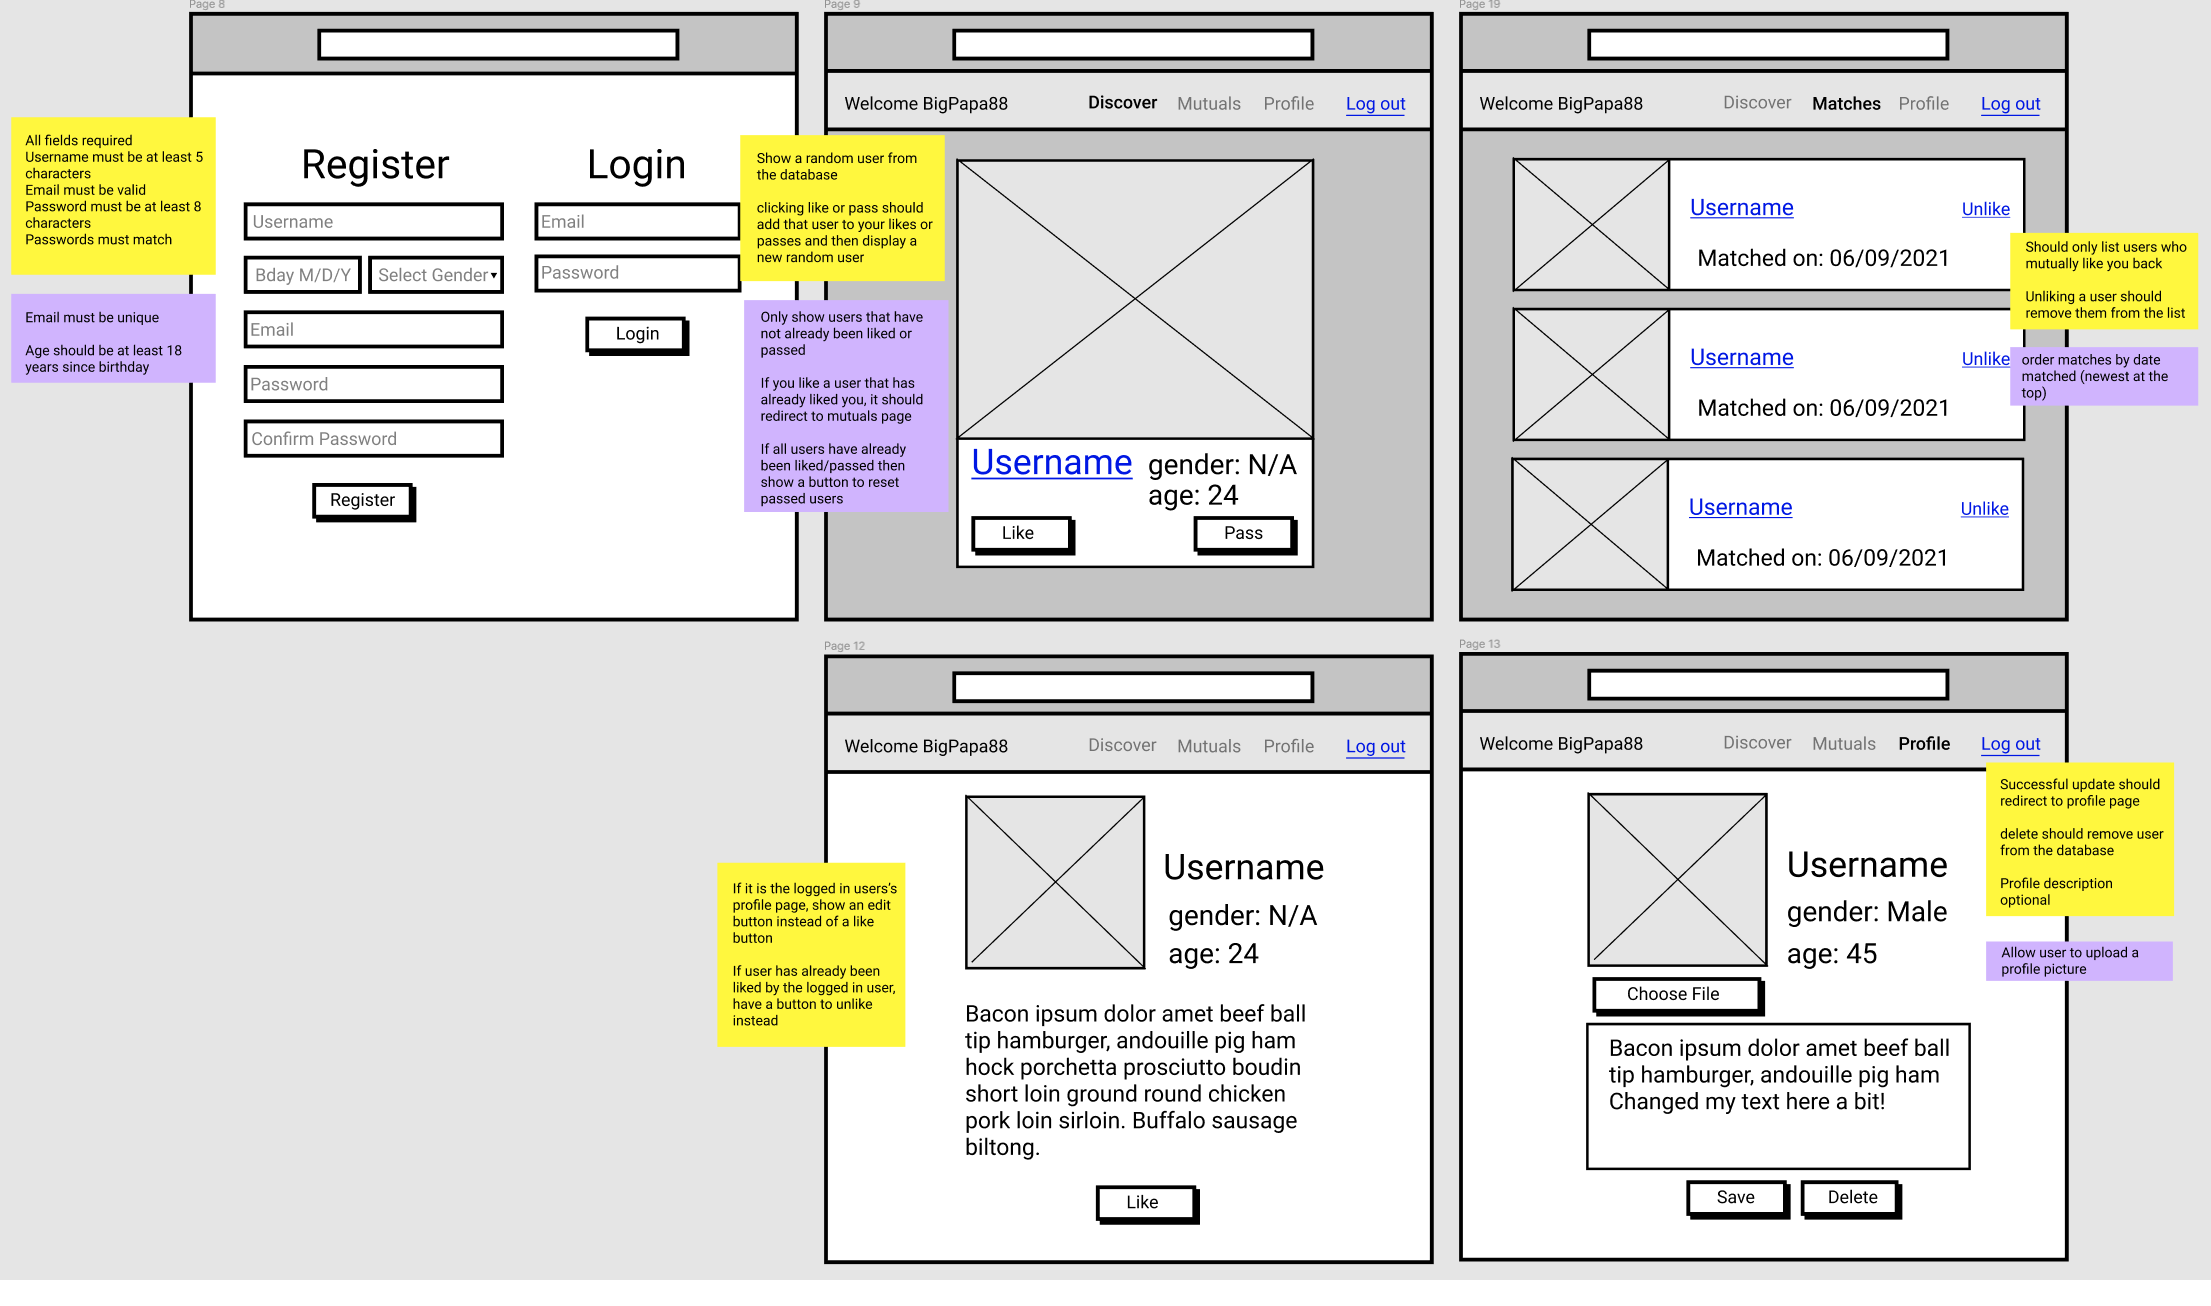 Page 8
All fields required
Username must be at least 5
characters
Email must be valid
Password must be at least 8
characters
Passwords must match
Email must be unique
Age should be at least 18
years since birthday
Register
Username
Bday M/D/Y
Select Gender
Email
Password
Confirm Password
Register
Login
Email
Password
Login
Page 9
Welcome BigPapa88
Discover
Mutuals
Profile
Log out
Show a random user from
the database
clicking like or pass should
add that user to your likes or
passes and then display a
new random user
Only show users that have
not already been liked or
passed
If you like a user that has
already liked you, it should
redirect to mutuals page
If all users have already
been liked/passed then
show a button to reset
passed users
Username
gender: N/A
age: 24
Like
Pass
Page 19
Welcome BigPapa88
Discover
Matches
Profile
Log out
Username
Unlike
Matched on: 06/09/2021
Username
Unlike
Matched on: 06/09/2021
Username
Unlike
Matched on: 06/09/2021
Should only list users who
mutually like you back
Unliking a user should
remove them from the list
order matches by date
matched (newest at the
top)
Page 12
Welcome BigPapa88
Discover
Mutuals
Profile
Log out
If it is the logged in users's
profile page, show an edit
button instead of a like
button
If user has already been
liked by the logged in user,
have a button to unlike
instead
Username
gender: N/A
age: 24
Bacon ipsum dolor amet beef ball
tip hamburger, andouille pig ham
hock porchetta prosciutto boudin
short loin ground round chicken
pork loin sirloin. Buffalo sausage
biltong.
Like
Page 13
Welcome BigPapa88
Discover
Mutuals
Profile
Log out
Successful update should
redirect to profile page
delete should remove user
from the database
Profile description
optional
Allow user to upload a
profile picture
Username
gender: Male
age: 45
Choose File
Bacon ipsum dolor amet beef ball
tip hamburger, andouille pig ham
Changed my text here a bit!
Save
Delete